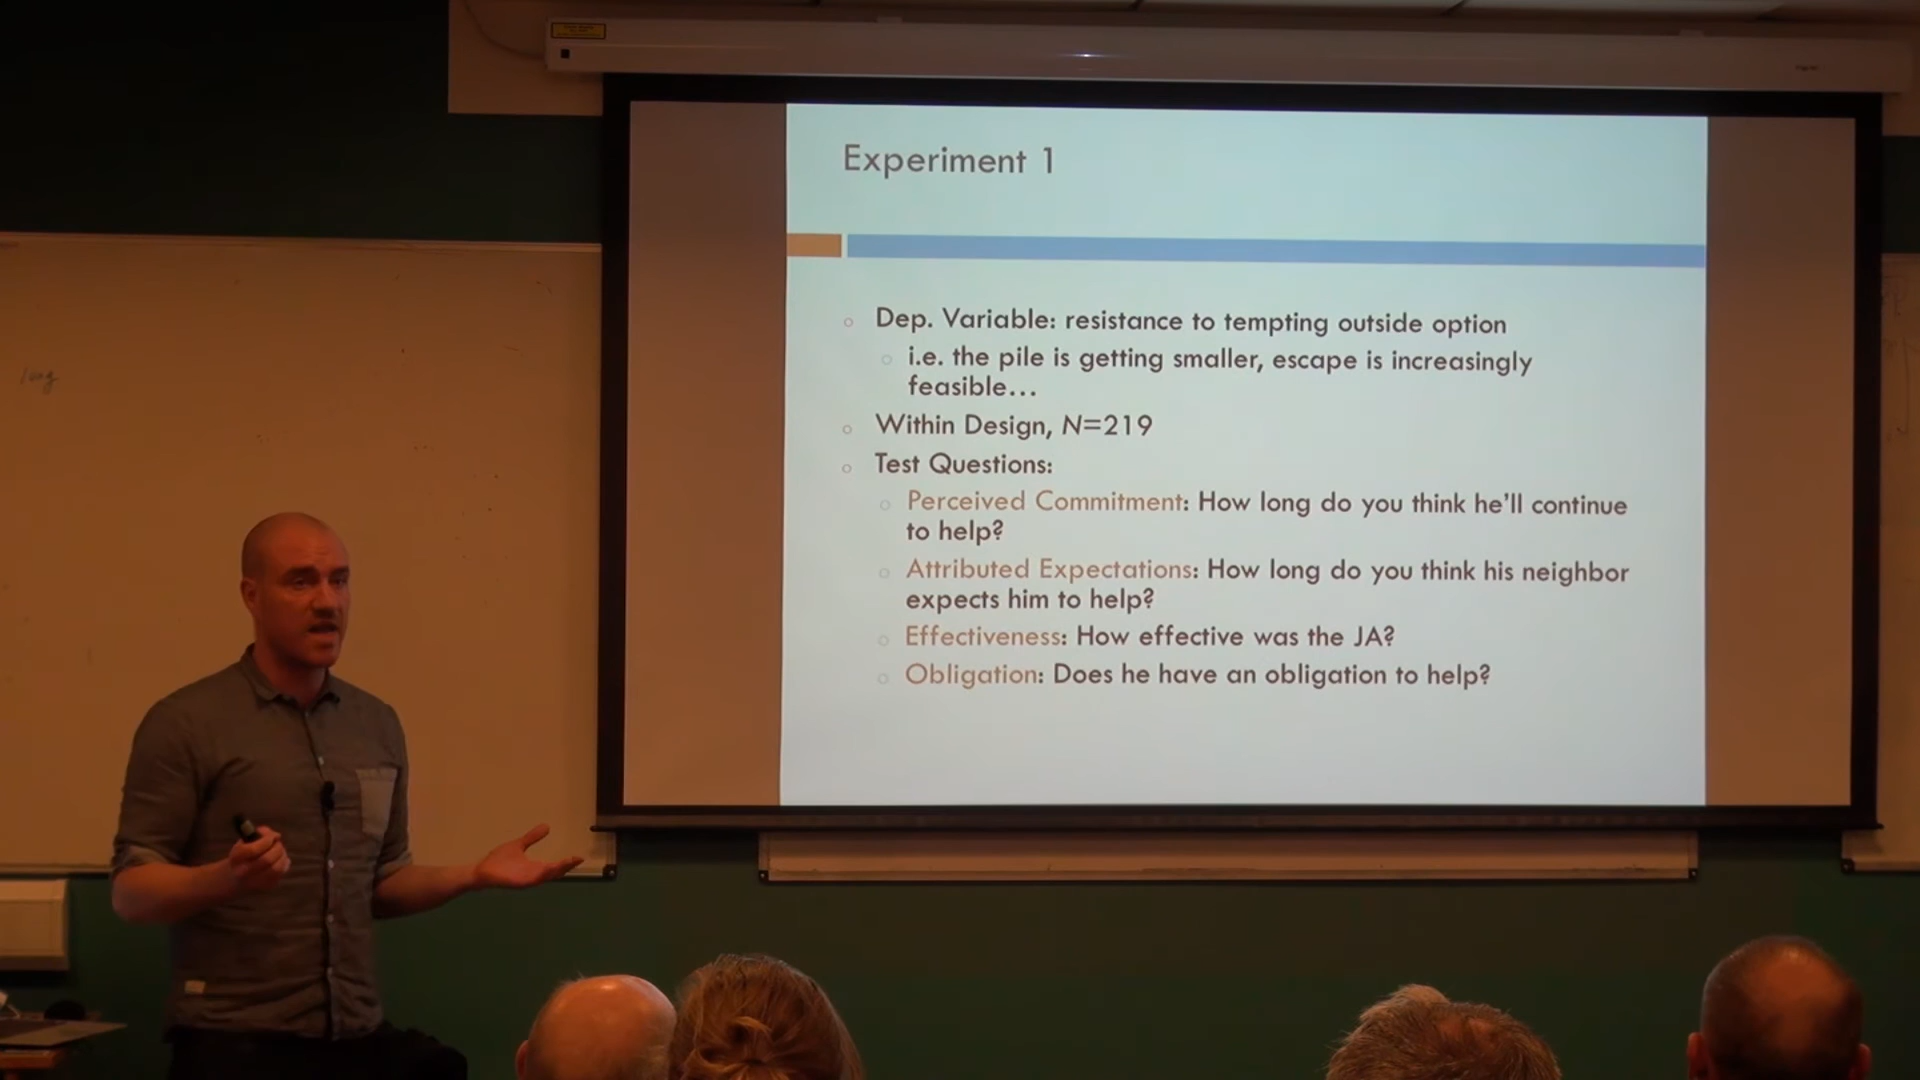 Experiment 1
Dep. Variable: resistance to tempting outside option
i.e. the pile is getting smaller, escape is increasingly
feasible...
Within Design, N=219
Test Questions:
Perceived Commitment: How long do you think he'll continue
to help?
Attributed Expectations: How long do you think his neighbor
expects him to help?
Effectiveness: How effective was the JA?
Obligation: Does he have an obligation to help?